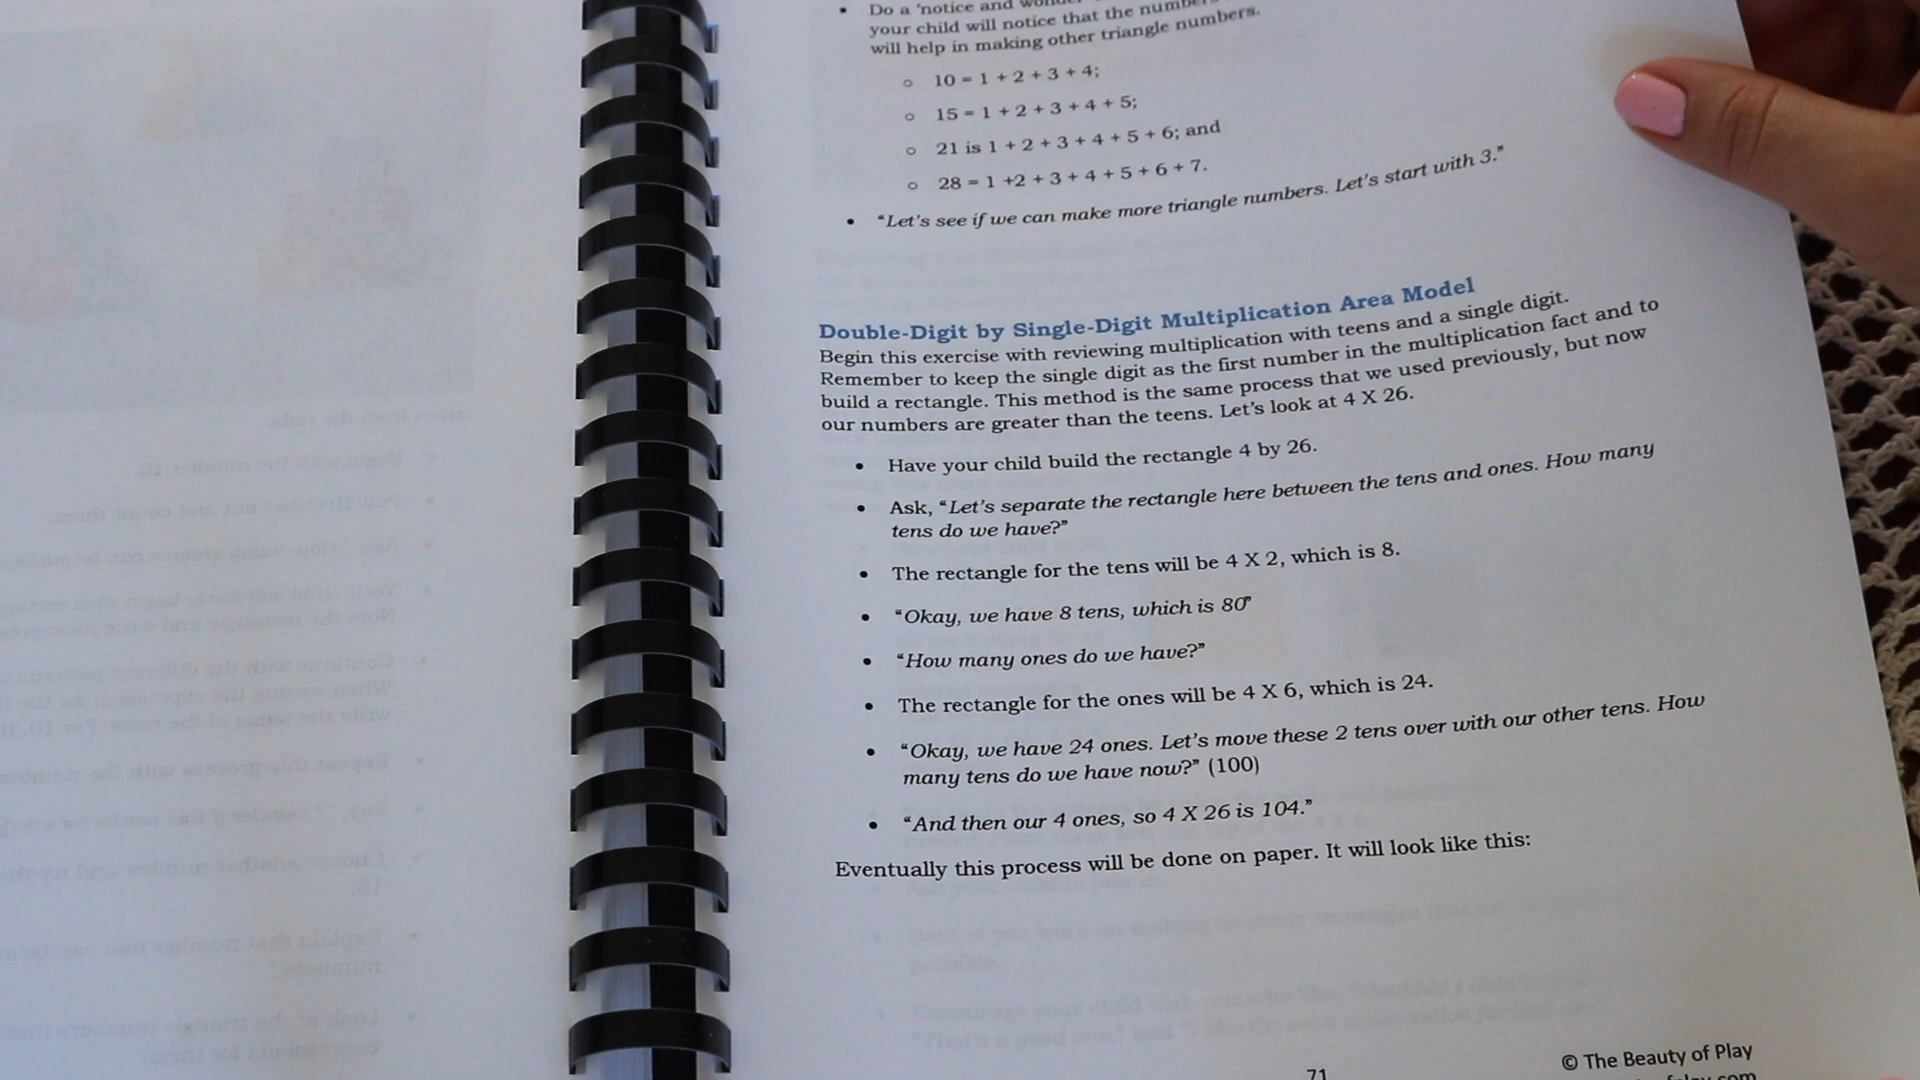 • Do a ‘notice and wonder
your child will notice that the numbers
will help in making other triangle numbers.
o 10 = 1 + 2 + 3 + 4;
o 15 = 1 + 2 + 3 + 4 + 5;
o 21 is 1 + 2 + 3 + 4 + 5 + 6; and
o 28 = 1 +2 + 3 + 4 + 5 + 6 + 7.
• “Let’s see if we can make more triangle numbers. Let’s start with 3.”
Double-Digit by Single-Digit Multiplication Area Model
Begin this exercise with reviewing multiplication with teens and a single digit.
Remember to keep the single digit as the first number in the multiplication fact and to
build a rectangle. This method is the same process that we used previously, but now
our numbers are greater than the teens. Let’s look at 4 X 26.
• Have your child build the rectangle 4 by 26.
• Ask, “Let’s separate the rectangle here between the tens and ones. How many
tens do we have?”
• The rectangle for the tens will be 4 X 2, which is 8.
• “Okay, we have 8 tens, which is 80”
• “How many ones do we have?”
• The rectangle for the ones will be 4 X 6, which is 24.
• “Okay, we have 24 ones. Let’s move these 2 tens over with our other tens. How
many tens do we have now?” (100)
• “And then our 4 ones, so 4 X 26 is 104.”
Eventually this process will be done on paper. It will look like this:
© The Beauty of Play
71